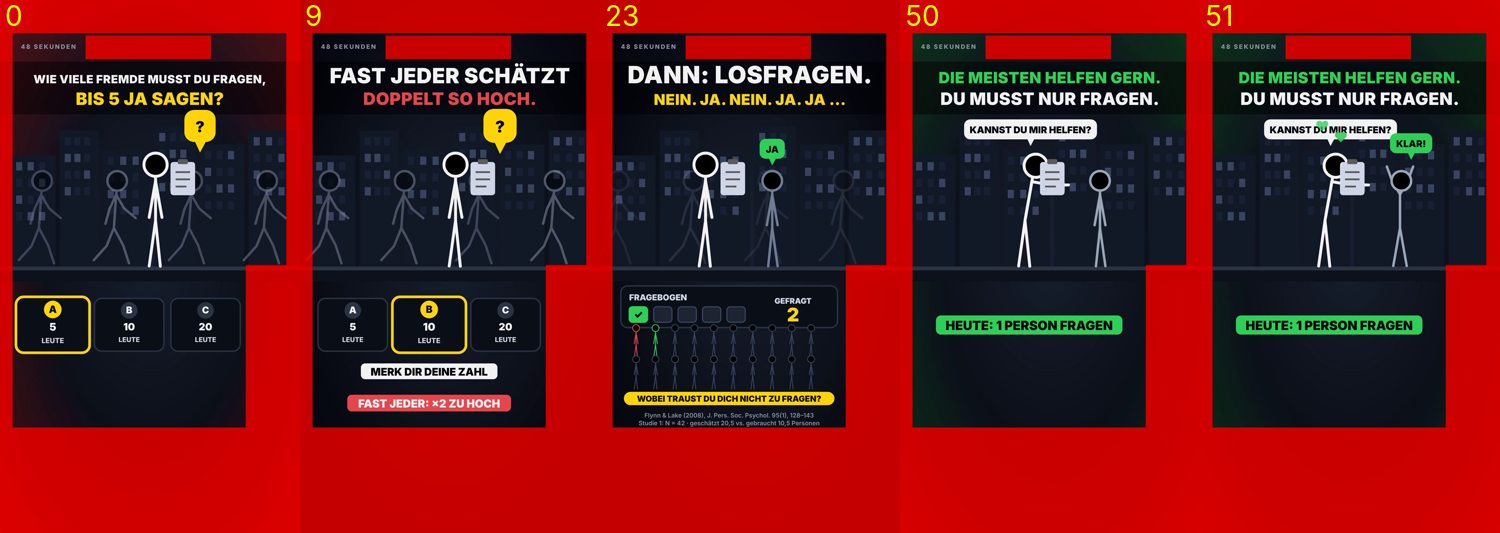 0
48 SEKUNDEN
WIE VIELE FREMDE MUSST DU FRAGEN,
BIS 5 JA SAGEN?
?
A
5
LEUTE
B
10
LEUTE
C
20
LEUTE
9
48 SEKUNDEN
FAST JEDER SCHÄTZT
DOPPELT SO HOCH.
?
A
5
LEUTE
B
10
LEUTE
C
20
LEUTE
MERK DIR DEINE ZAHL
FAST JEDER: ×2 ZU HOCH
23
48 SEKUNDEN
DANN: LOSFRAGEN.
NEIN. JA. NEIN. JA. JA ...
JA
FRAGEBOGEN
GEFRAGT
2
WOBEI TRAUST DU DICH NICHT ZU FRAGEN?
Flynn & Lake (2008), J. Pers. Soc. Psychol. 95(1), 128–143
Studie 1: N = 42 · geschätzt 20,5 vs. gebraucht 10,5 Personen
50
48 SEKUNDEN
DIE MEISTEN HELFEN GERN.
DU MUSST NUR FRAGEN.
KANNST DU MIR HELFEN?
HEUTE: 1 PERSON FRAGEN
51
48 SEKUNDEN
DIE MEISTEN HELFEN GERN.
DU MUSST NUR FRAGEN.
KANNST DU MIR HELFEN?
KLAR!
HEUTE: 1 PERSON FRAGEN